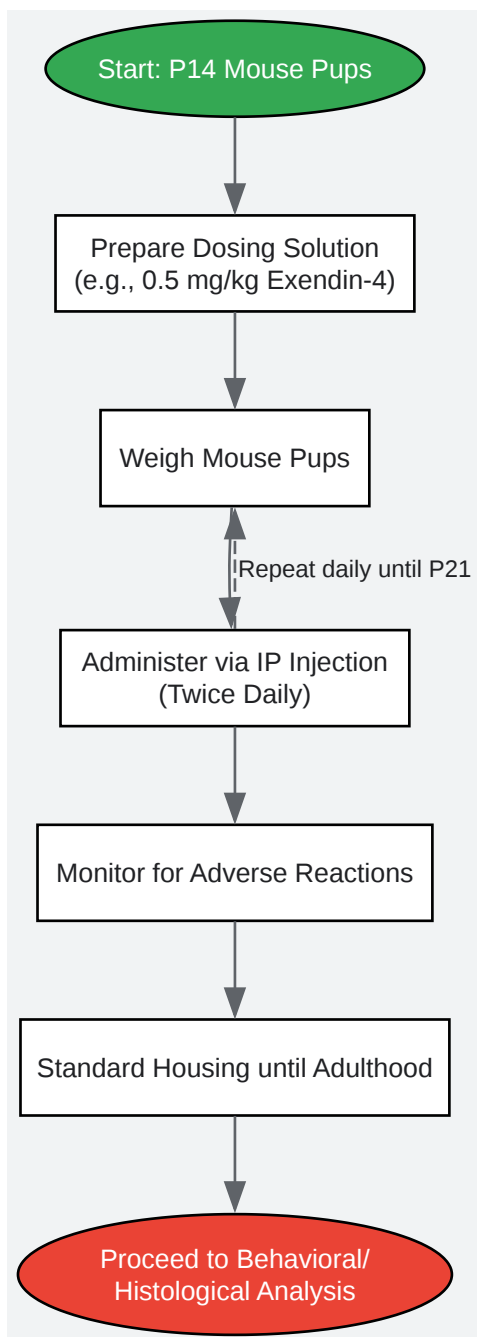 Start: P14 Mouse Pups
Prepare Dosing Solution
(e.g., 0.5 mg/kg Exendin-4)
Weigh Mouse Pups
Repeat daily until P21
Administer via IP Injection
(Twice Daily)
Monitor for Adverse Reactions
Standard Housing until Adulthood
Proceed to Behavioral/
Histological Analysis